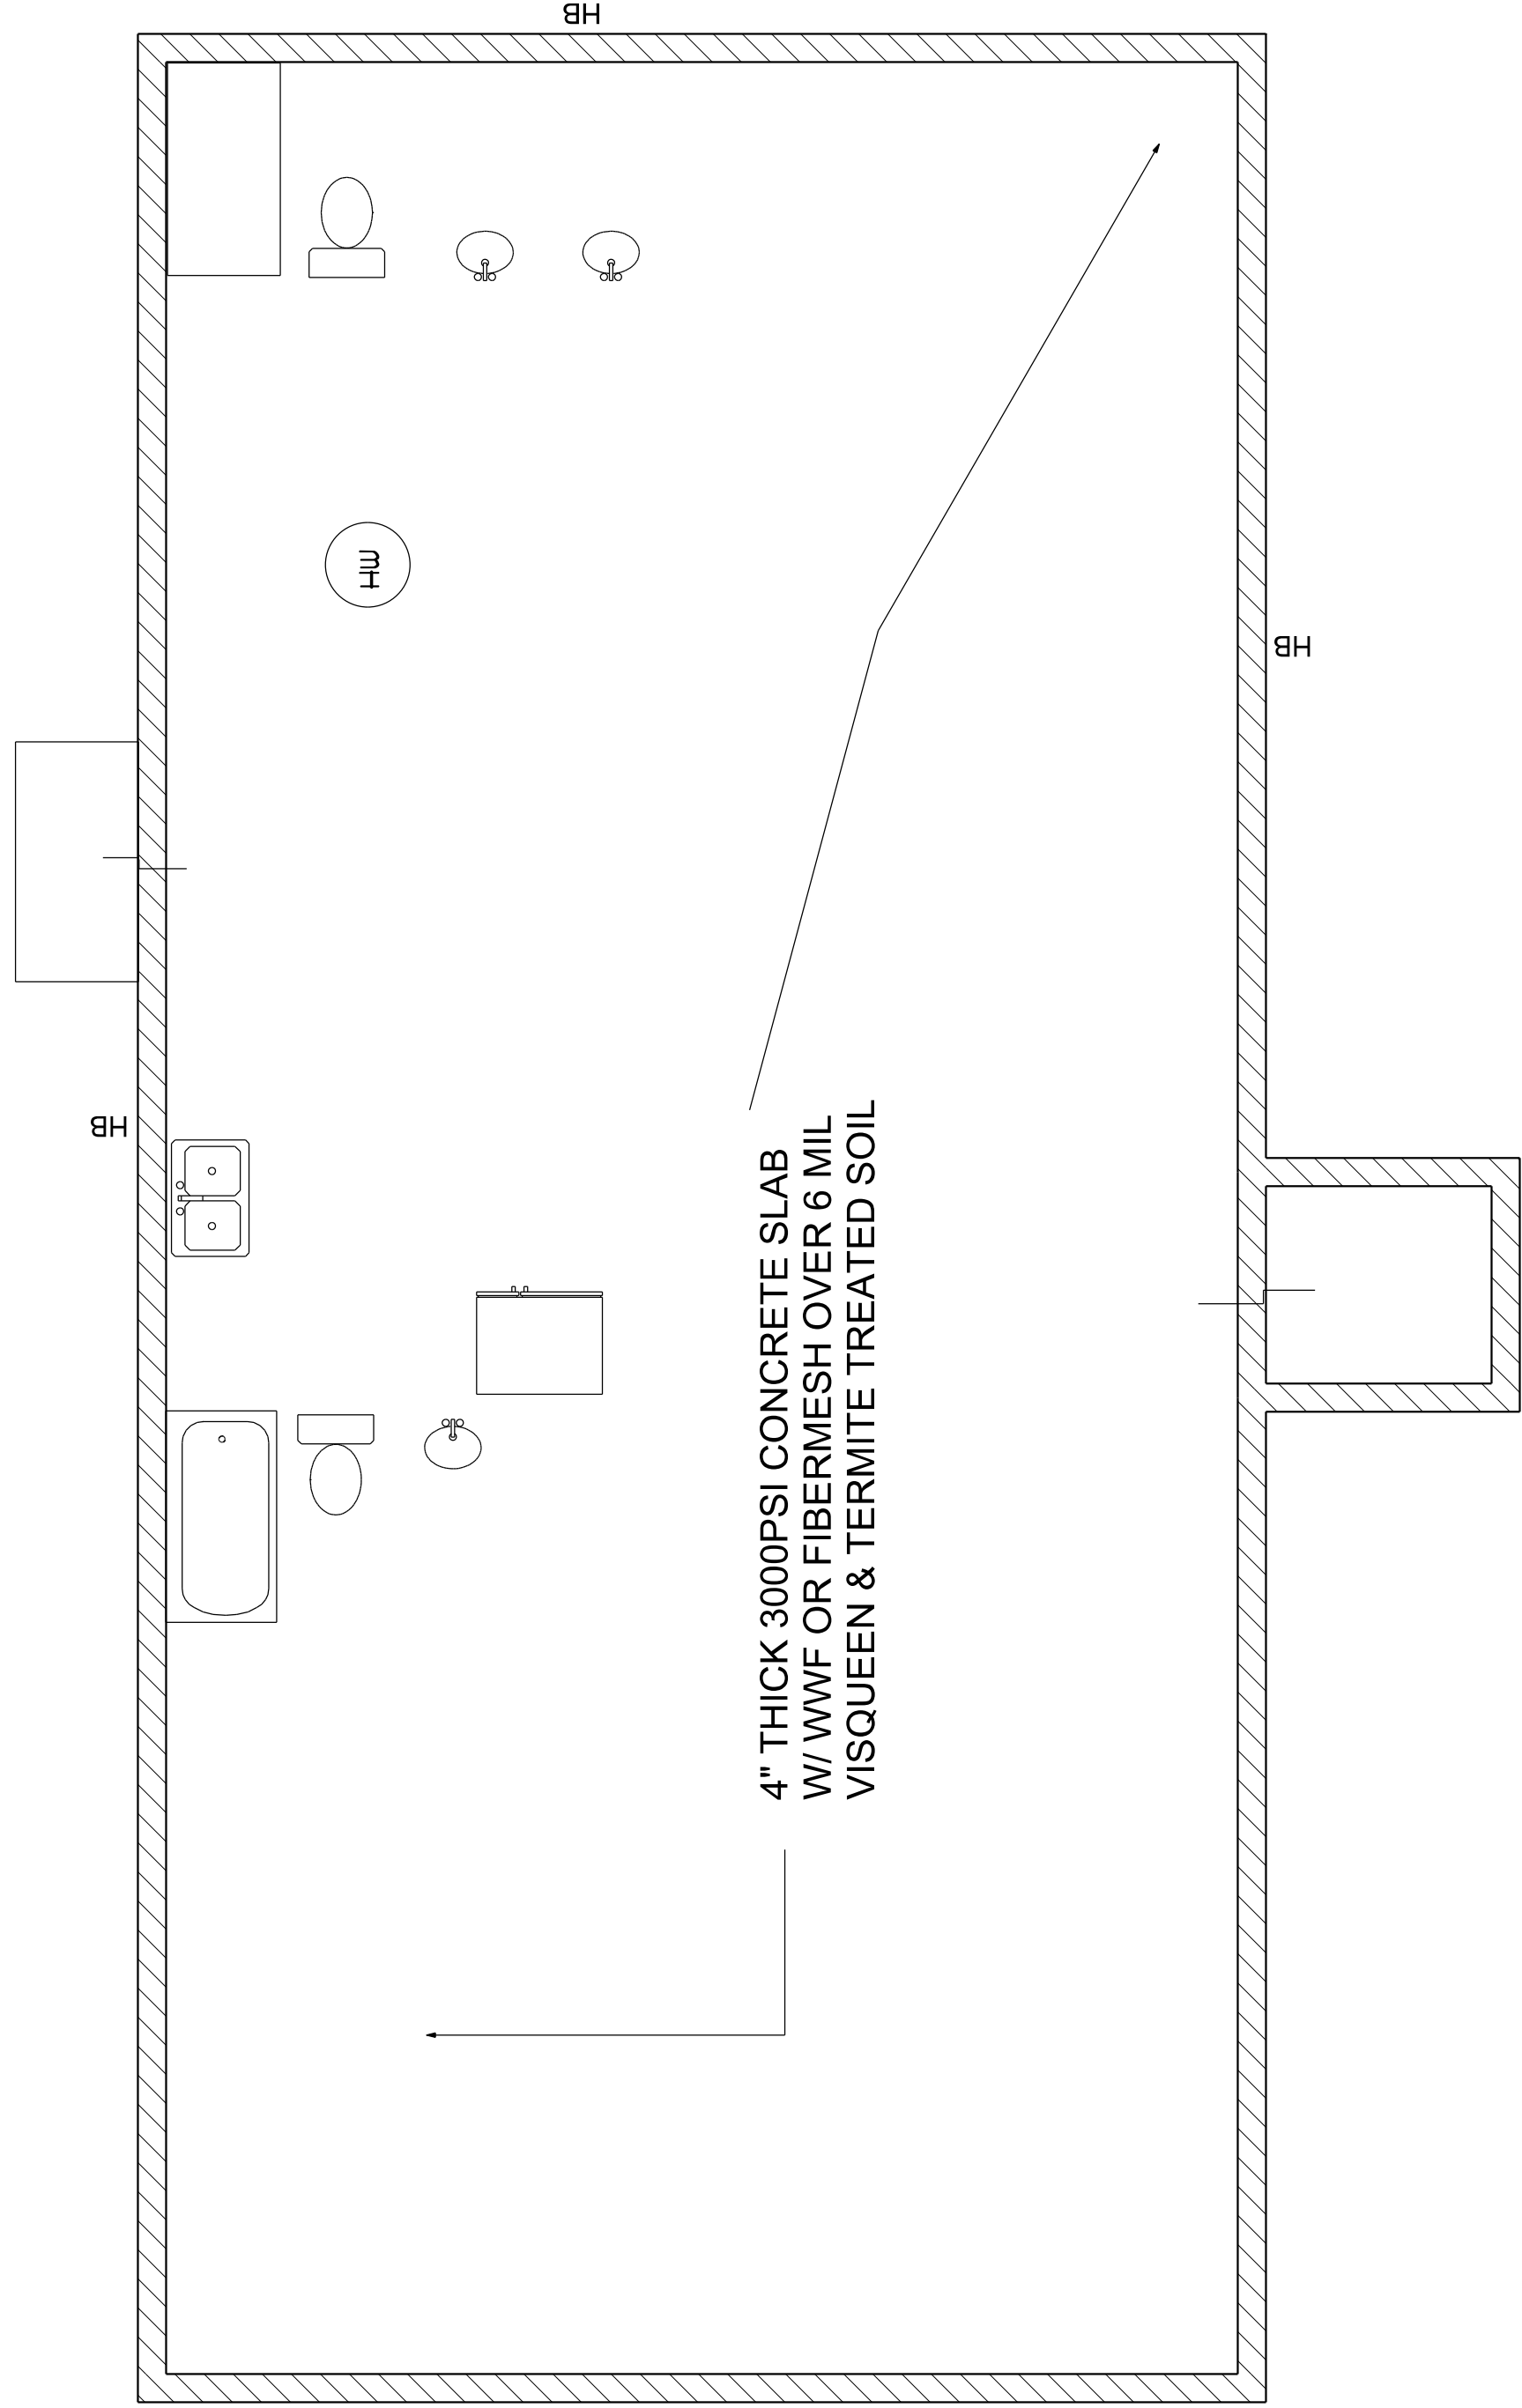 HB
WH
HB
HB
4" THICK 3000PSI CONCRETE SLAB
W/ WWF OR FIBERMESH OVER 6 MIL
VISQUEEN & TERMITE TREATED SOIL